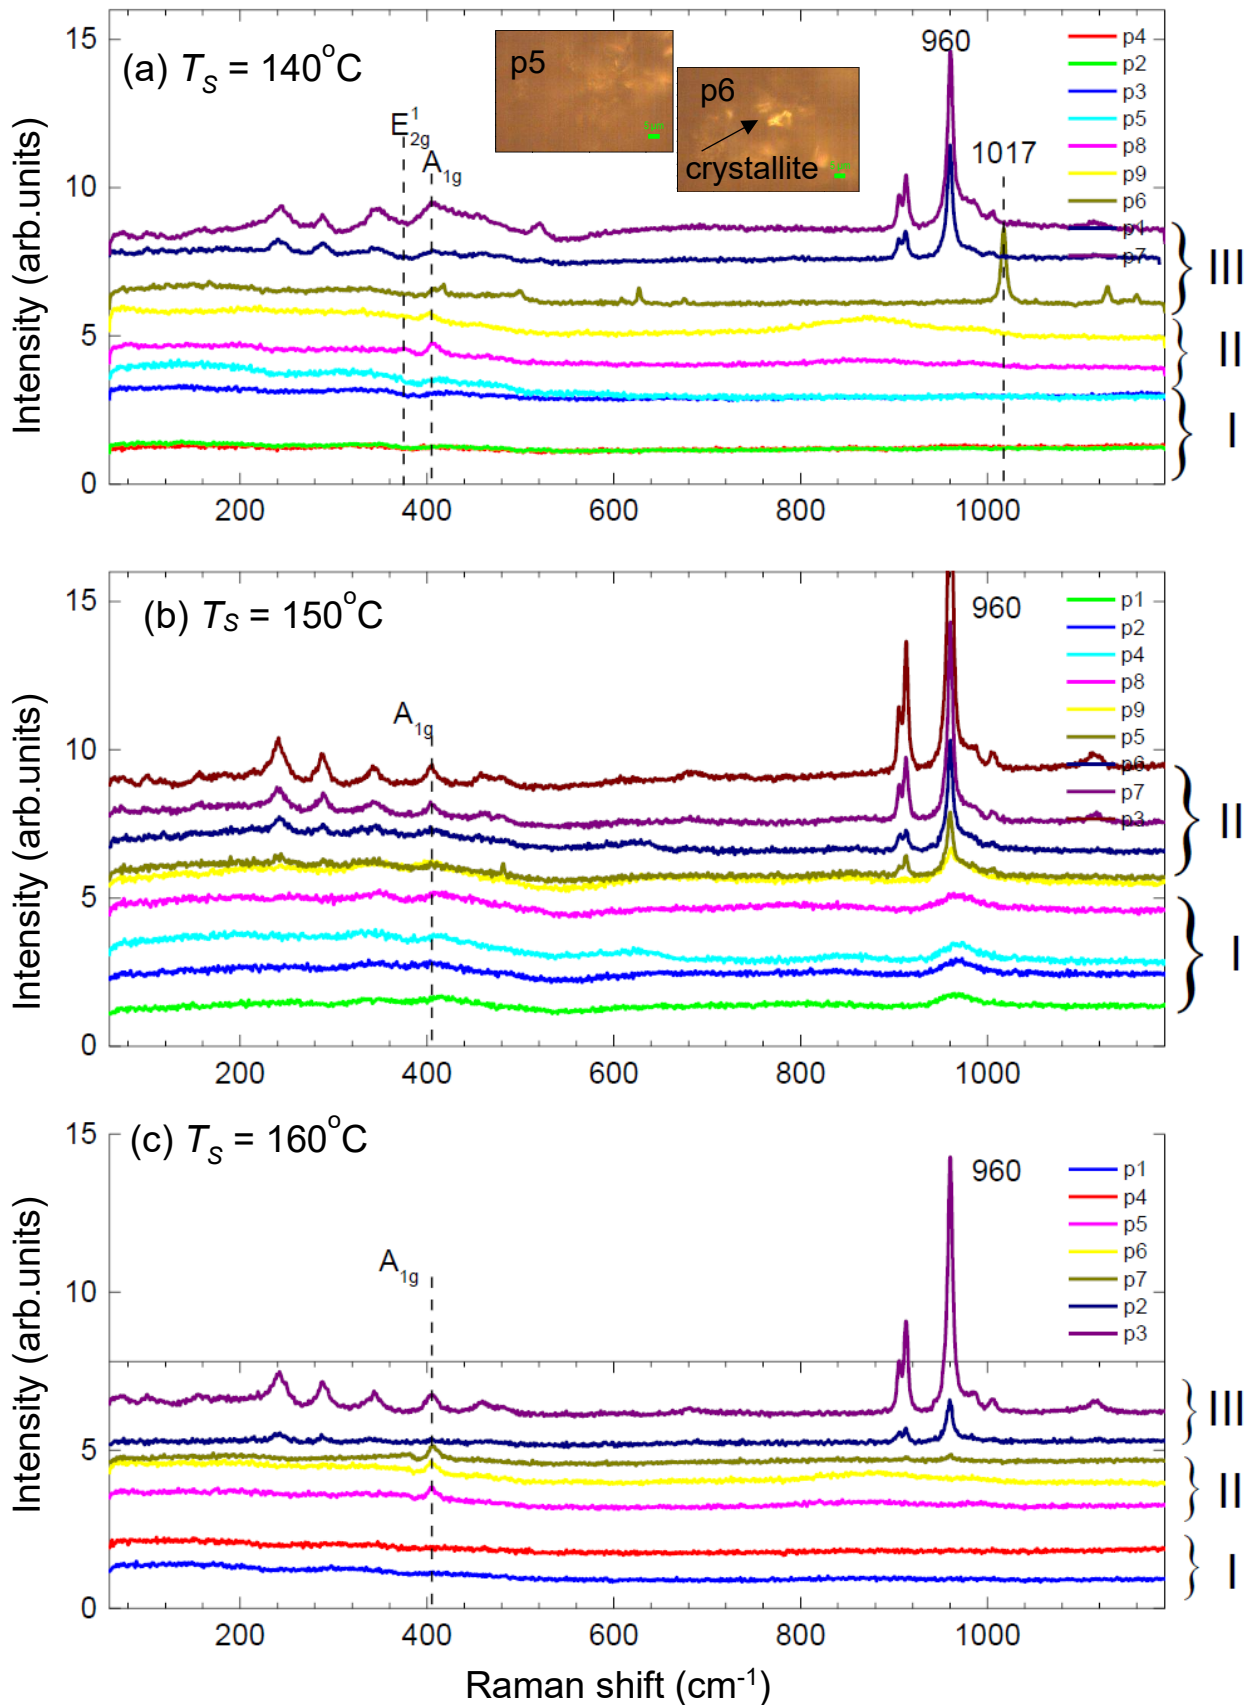 (a) T_S = 140°C
15
10
5
0
Intensity (arb.units)
p5
5 µm
p6
crystallite
E¹_2g
A_1g
960
1017
p4
p2
p3
p5
p8
p9
p6
p1
p7
III
II
I
200 400 600 800 1000
(b) T_S = 150°C
15
10
5
0
Intensity (arb.units)
A_1g
960
p1
p2
p4
p8
p9
p5
p6
p7
p3
II
I
200 400 600 800 1000
(c) T_S = 160°C
15
10
5
0
Intensity (arb.units)
A_1g
960
p1
p4
p5
p6
p7
p2
p3
III
II
I
200 400 600 800 1000
Raman shift (cm⁻¹)